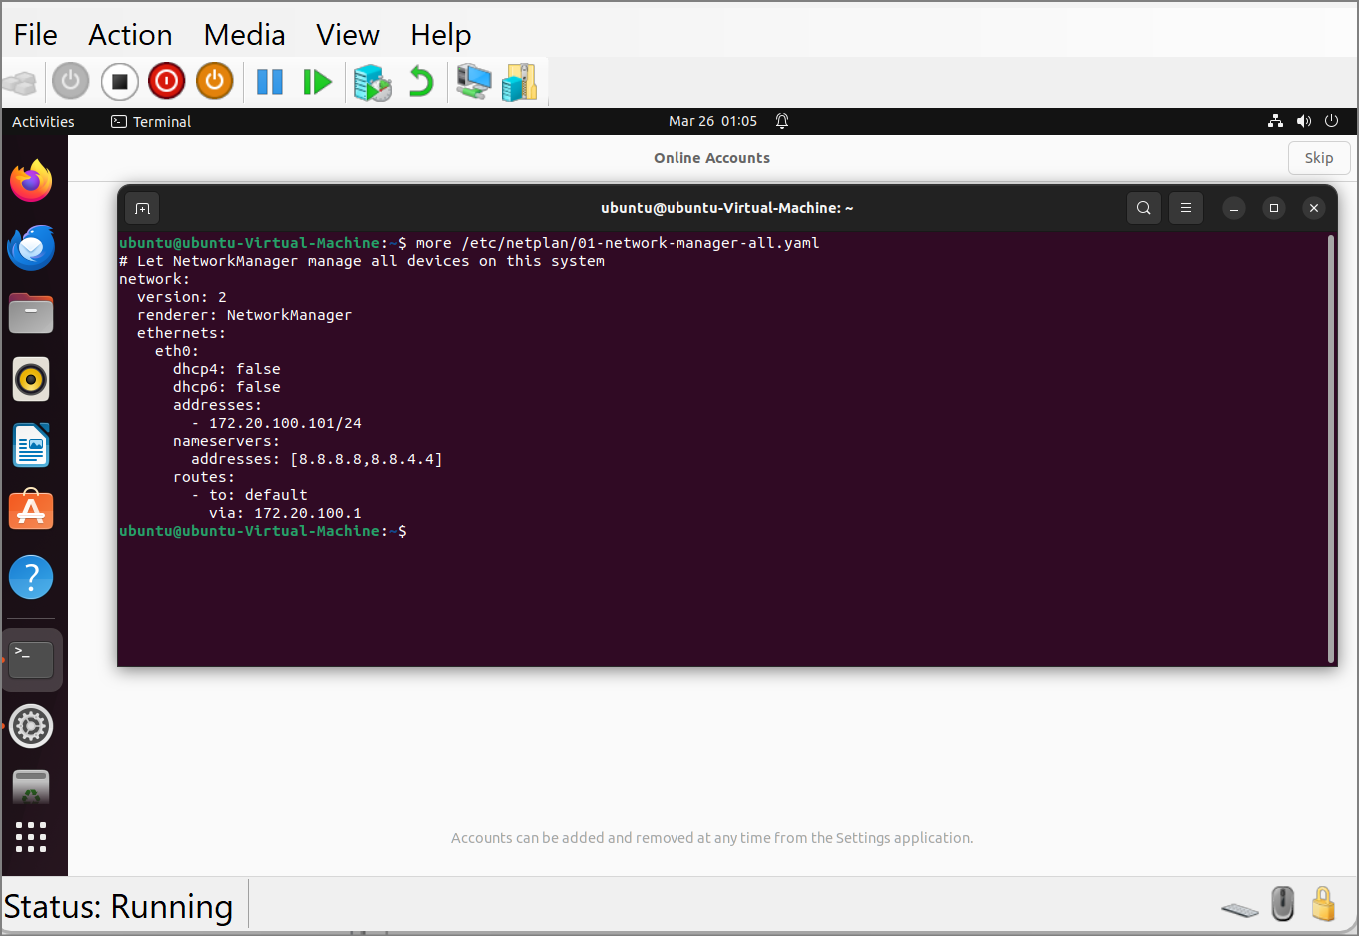 File Action Media View Help
Activities Terminal Mar 26 01:05
Online Accounts Skip
ubuntu@ubuntu-Virtual-Machine: ~
ubuntu@ubuntu-Virtual-Machine:~$ more /etc/netplan/01-network-manager-all.yaml
# Let NetworkManager manage all devices on this system
network:
  version: 2
  renderer: NetworkManager
  ethernets:
    eth0:
      dhcp4: false
      dhcp6: false
      addresses:
        - 172.20.100.101/24
      nameservers:
        addresses: [8.8.8.8,8.8.4.4]
      routes:
        - to: default
          via: 172.20.100.1
ubuntu@ubuntu-Virtual-Machine:~$
Accounts can be added and removed at any time from the Settings application.
Status: Running